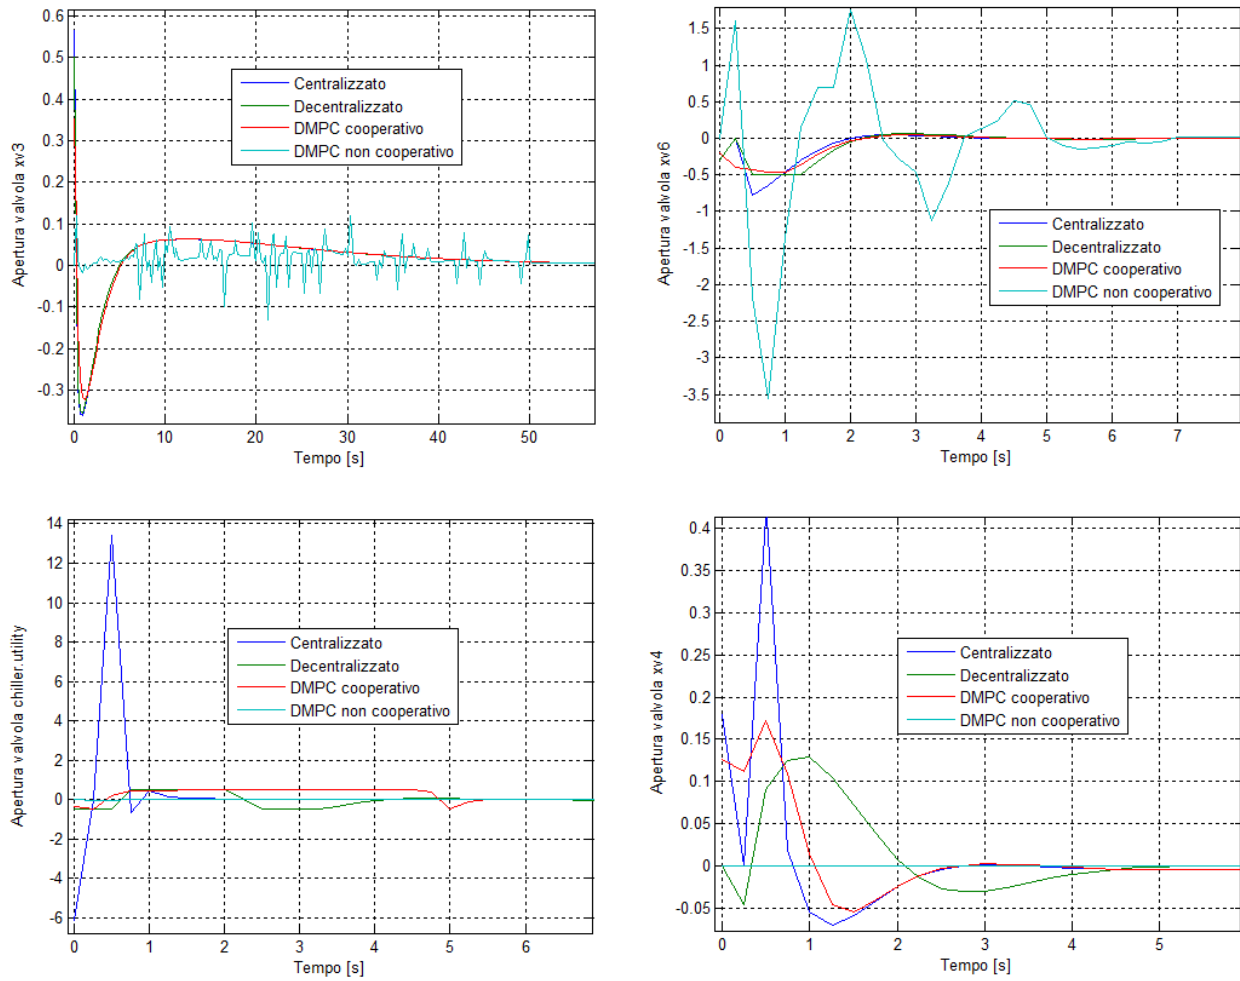 0.6
0.5
0.4
0.3
0.2
0.1
0
-0.1
-0.2
-0.3
Apertura valvola xv3
Centralizzato
Decentralizzato
DMPC cooperativo
DMPC non cooperativo
0 10 20 30 40 50
Tempo [s]
1.5
1
0.5
0
-0.5
-1
-1.5
-2
-2.5
-3
-3.5
Apertura valvola xv6
Centralizzato
Decentralizzato
DMPC cooperativo
DMPC non cooperativo
0 1 2 3 4 5 6 7
Tempo [s]
14
12
10
8
6
4
2
0
-2
-4
-6
Apertura valvola chiller.utility
Centralizzato
Decentralizzato
DMPC cooperativo
DMPC non cooperativo
0 1 2 3 4 5 6
Tempo [s]
0.4
0.35
0.3
0.25
0.2
0.15
0.1
0.05
0
-0.05
Apertura valvola xv4
Centralizzato
Decentralizzato
DMPC cooperativo
DMPC non cooperativo
0 1 2 3 4 5
Tempo [s]